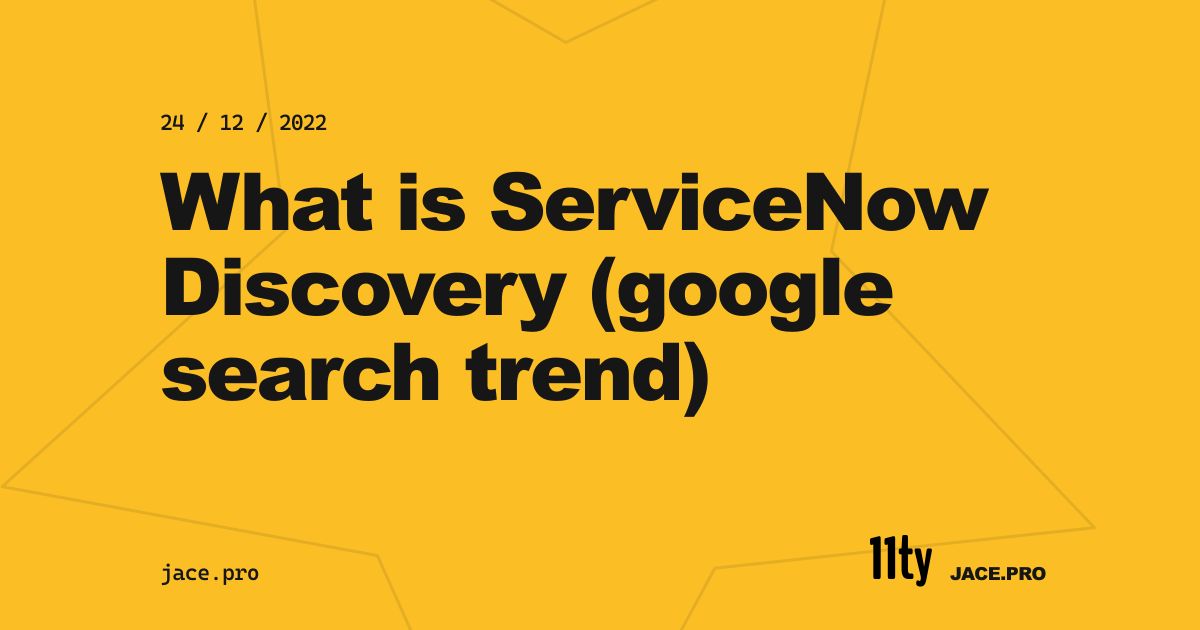 24 / 12 / 2022
What is ServiceNow
Discovery (google
search trend)
jace.pro
11ty JACE.PRO